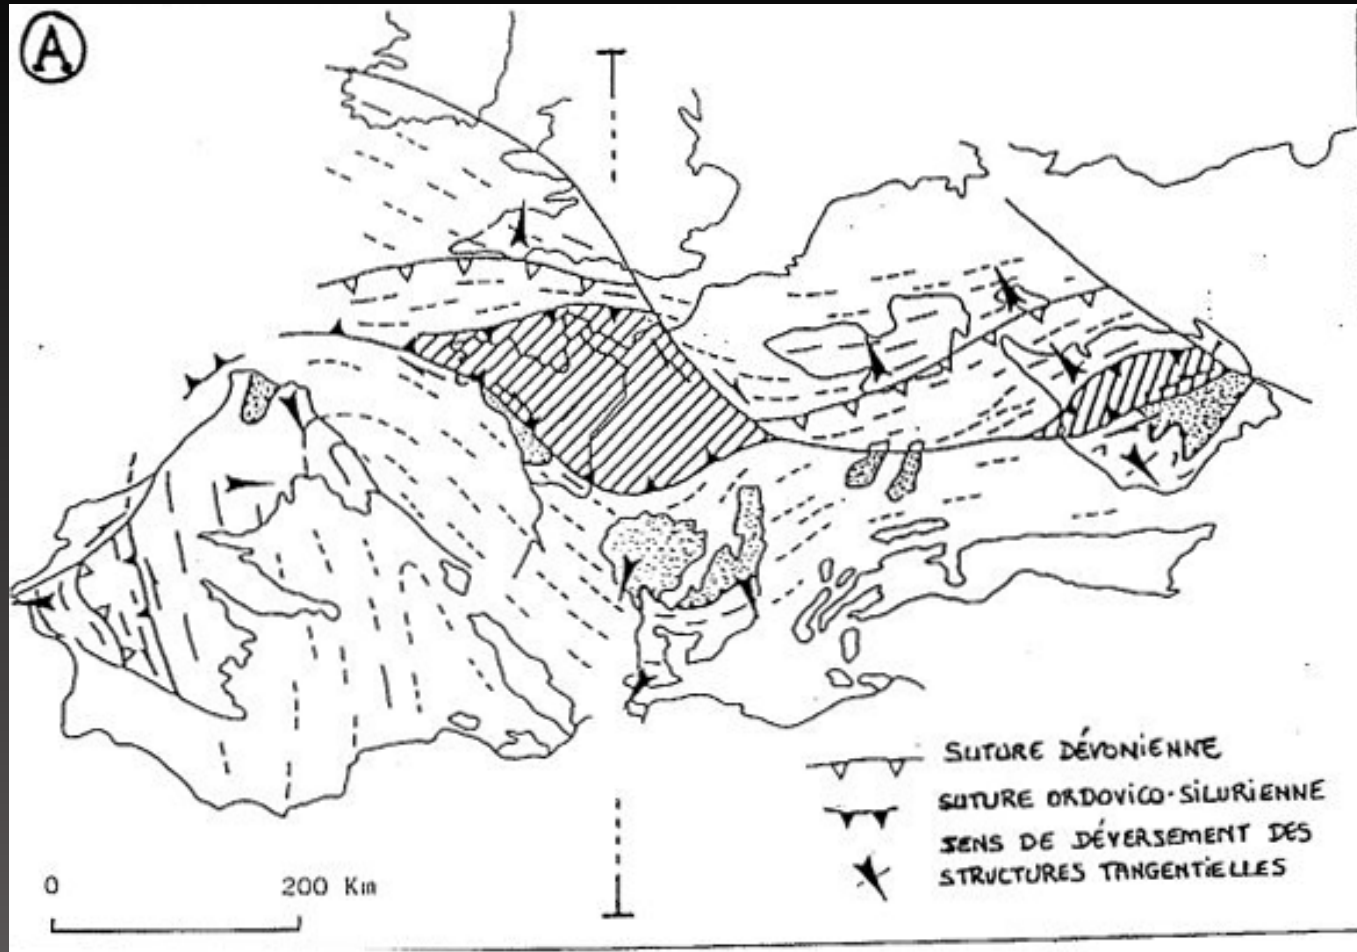 A
SUTURE DÉVONIENNE
SUTURE ORDOVICO-SILURIENNE
SENS DE DÉVERSEMENT DES
STRUCTURES TANGENTIELLES
0 200 Km